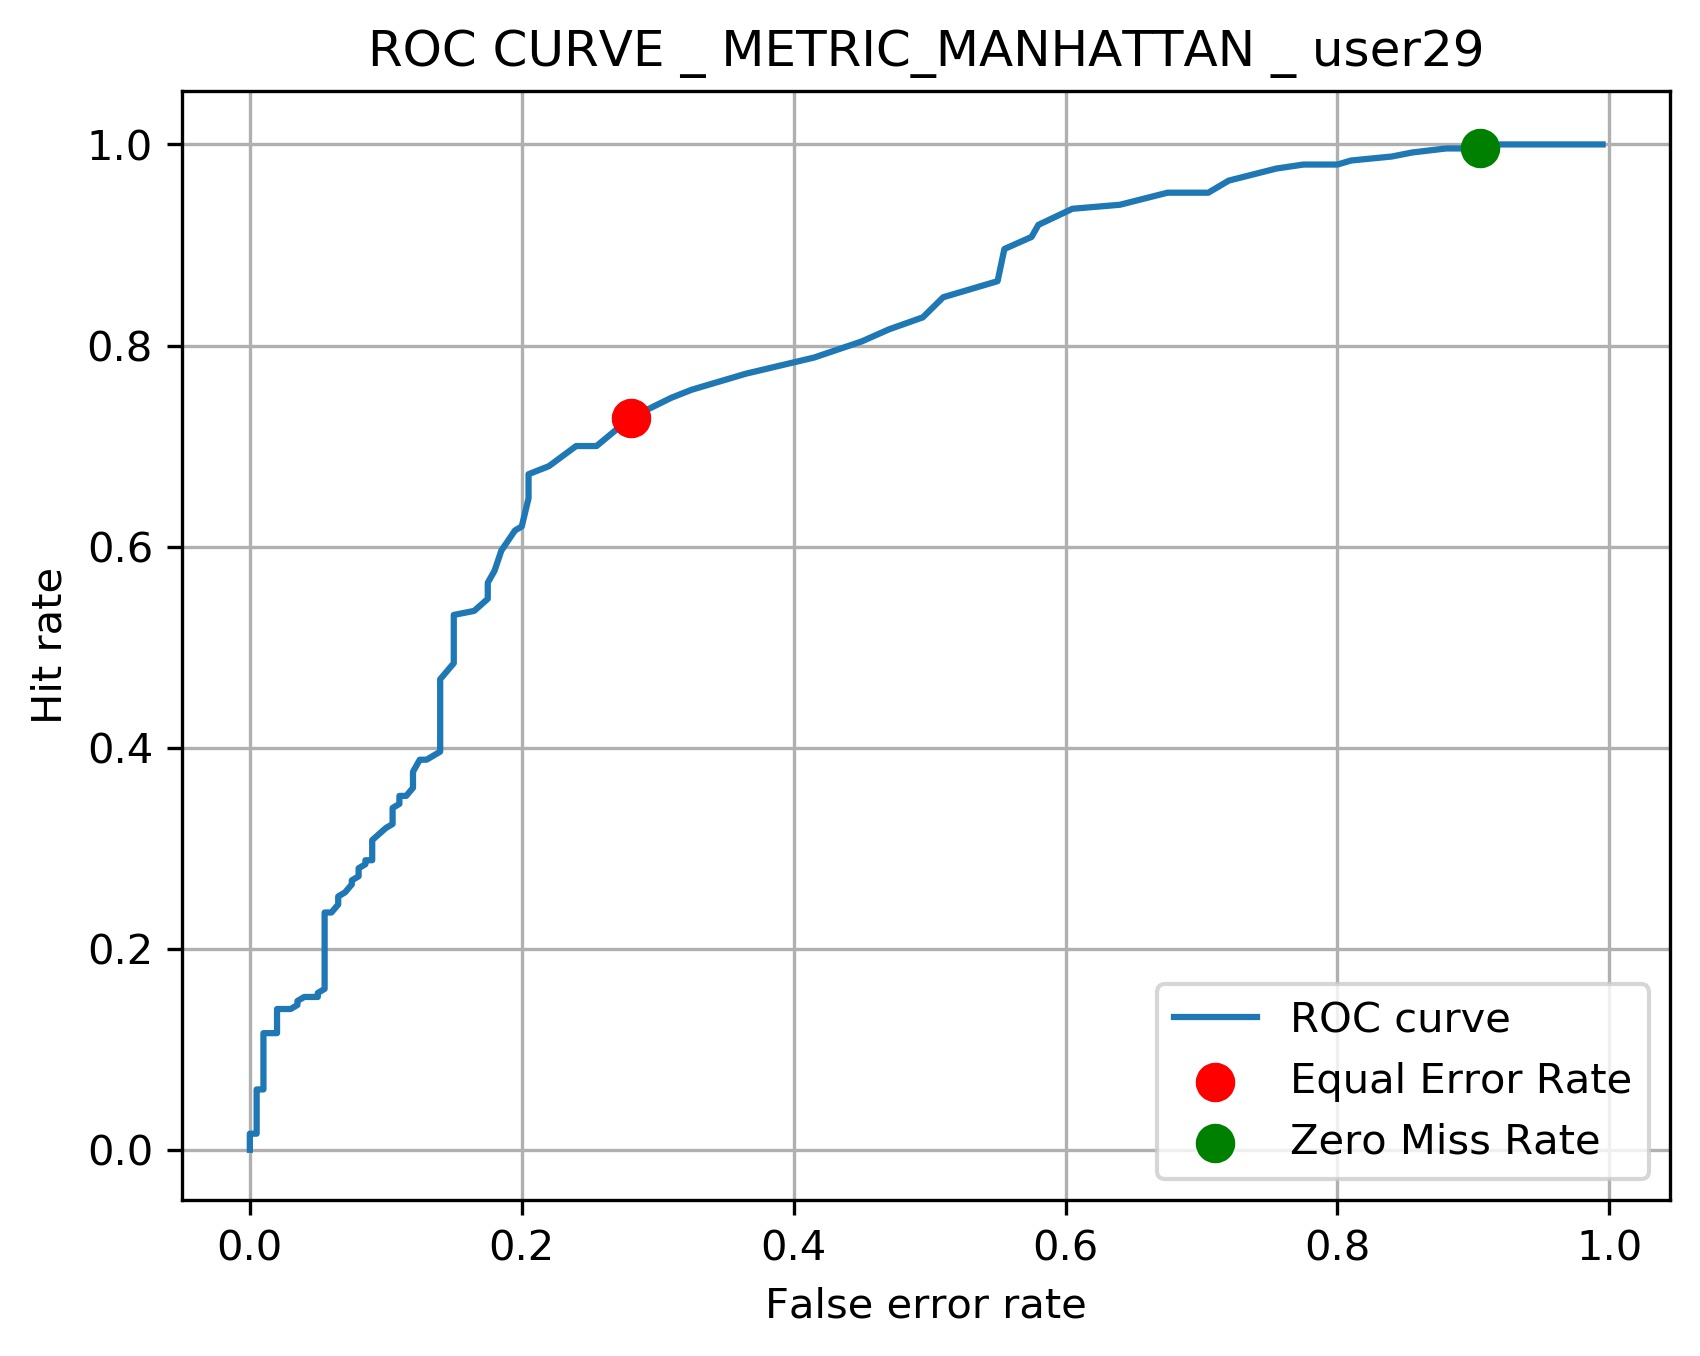 ROC CURVE _ METRIC_MANHATTAN _ user29
1.0
0.8
0.6
0.4
0.2
0.0
Hit rate
ROC curve
Equal Error Rate
Zero Miss Rate
0.0 0.2 0.4 0.6 0.8 1.0
False error rate